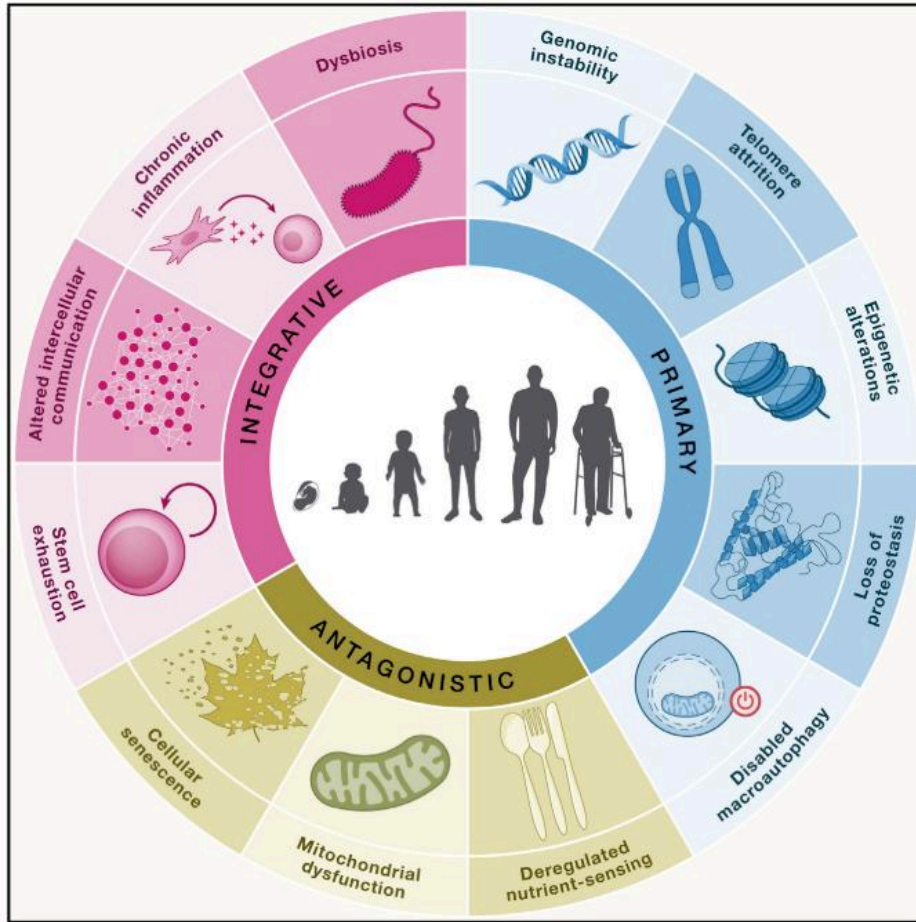 Dysbiosis
Genomic
instability
Telomere
attrition
Epigenetic
alterations
Loss of
proteostasis
Disabled
macroautophagy
Deregulated
nutrient-sensing
Mitochondrial
dysfunction
Cellular
senescence
Stem cell
exhaustion
Altered intercellular
communication
Chronic
inflammation
INTEGRATIVE
PRIMARY
ANTAGONISTIC